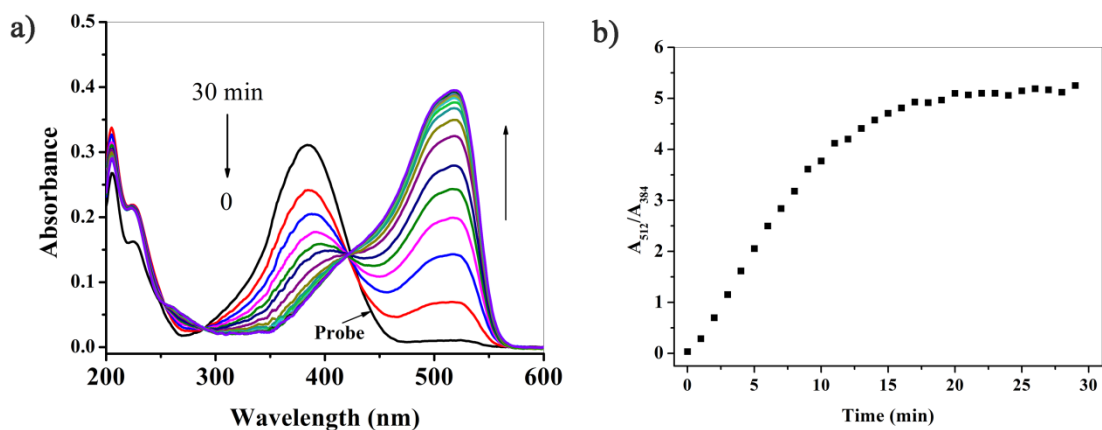 a)
0.5
0.4
0.3
0.2
0.1
0.0
Absorbance
30 min
0
Probe
200 300 400 500 600
Wavelength (nm)
b)
6
5
4
3
2
1
0
A512/A384
0 5 10 15 20 25 30
Time (min)